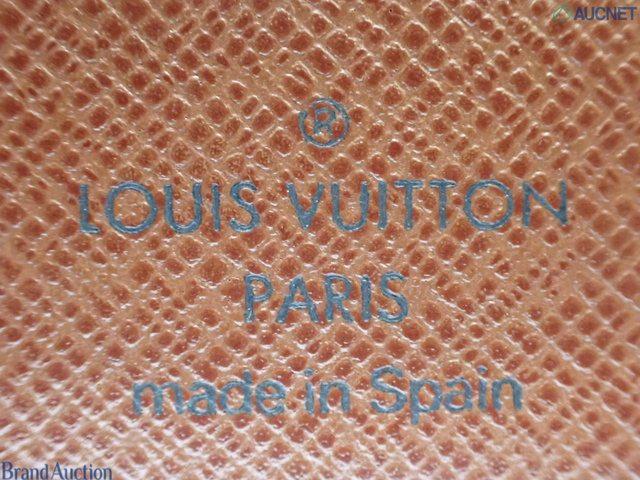 AUCNET
®
LOUIS VUITTON
PARIS
made in Spain
BrandAuction